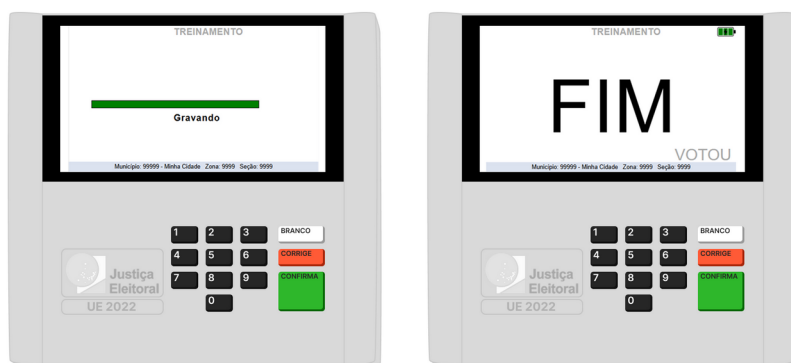 TREINAMENTO
Gravando
Município: 99999 - Minha Cidade Zona: 9999 Seção: 9999
1 2 3 BRANCO
4 5 6 CORRIGE
7 8 9 CONFIRMA
0
Justiça
Eleitoral
UE 2022
TREINAMENTO
FIM
VOTOU
Município: 99999 - Minha Cidade Zona: 9999 Seção: 9999
1 2 3 BRANCO
4 5 6 CORRIGE
7 8 9 CONFIRMA
0
Justiça
Eleitoral
UE 2022